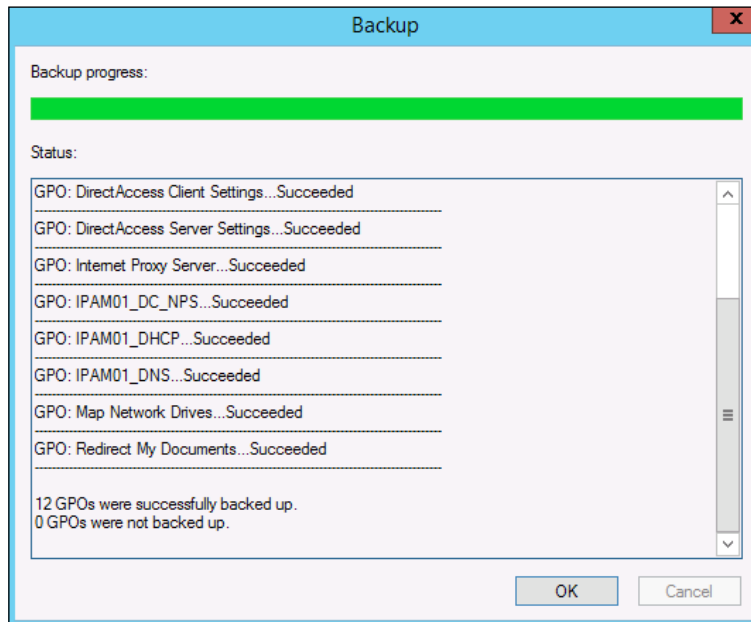 Backup
X
Backup progress:
Status:
GPO: DirectAccess Client Settings...Succeeded
GPO: DirectAccess Server Settings...Succeeded
GPO: Internet Proxy Server...Succeeded
GPO: IPAM01_DC_NPS...Succeeded
GPO: IPAM01_DHCP...Succeeded
GPO: IPAM01_DNS...Succeeded
GPO: Map Network Drives...Succeeded
GPO: Redirect My Documents...Succeeded
12 GPOs were successfully backed up.
0 GPOs were not backed up.
OK
Cancel